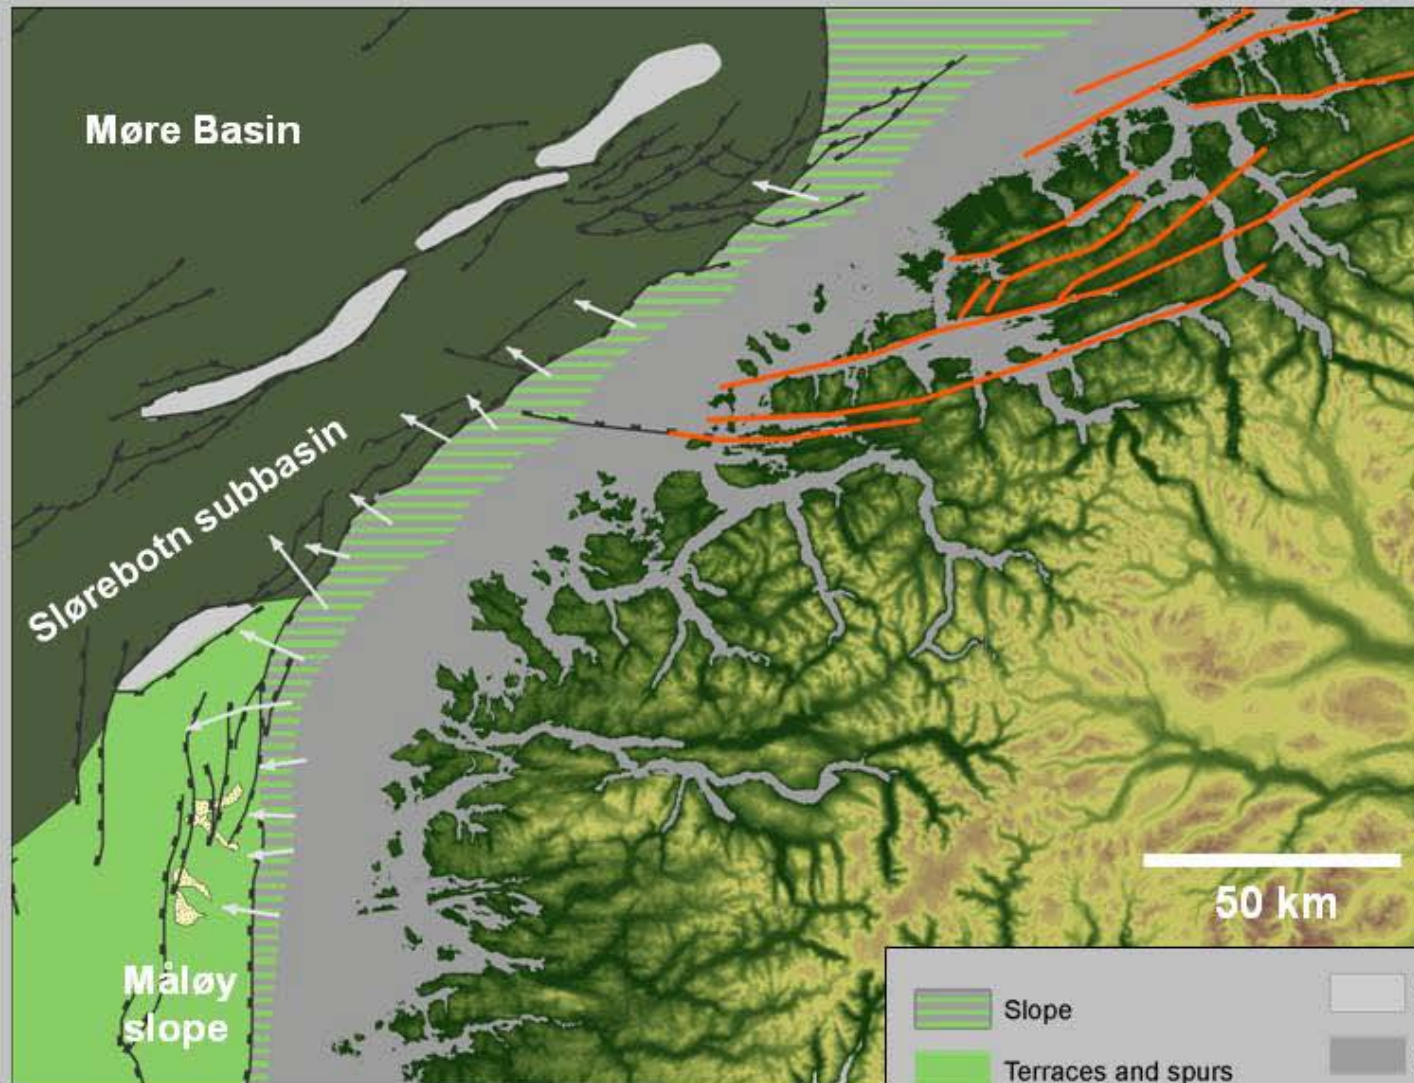 Møre Basin
Slørebotn subbasin
50 km
Måløy
slope
Slope
Terraces and spurs